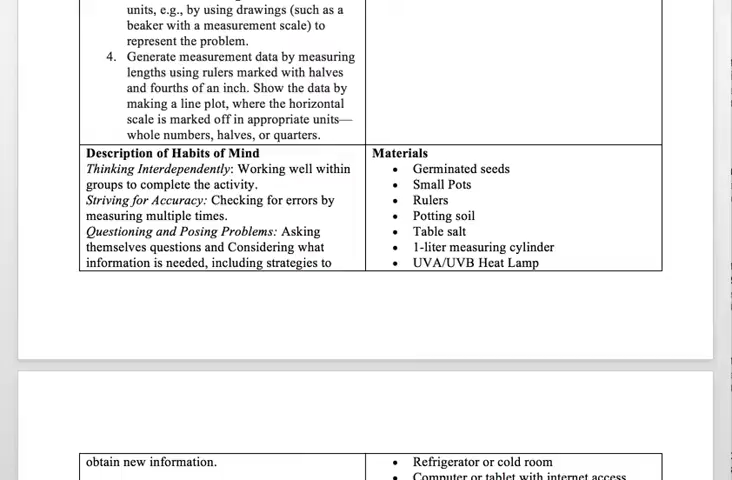 units, e.g., by using drawings (such as a
beaker with a measurement scale) to
represent the problem.
4. Generate measurement data by measuring
lengths using rulers marked with halves
and fourths of an inch. Show the data by
making a line plot, where the horizontal
scale is marked off in appropriate units—
whole numbers, halves, or quarters.
Description of Habits of Mind
Thinking Interdependently: Working well within
groups to complete the activity.
Striving for Accuracy: Checking for errors by
measuring multiple times.
Questioning and Posing Problems: Asking
themselves questions and Considering what
information is needed, including strategies to
Materials
• Germinated seeds
• Small Pots
• Rulers
• Potting soil
• Table salt
• 1-liter measuring cylinder
• UVA/UVB Heat Lamp
obtain new information.
• Refrigerator or cold room
• Computer or tablet with internet access